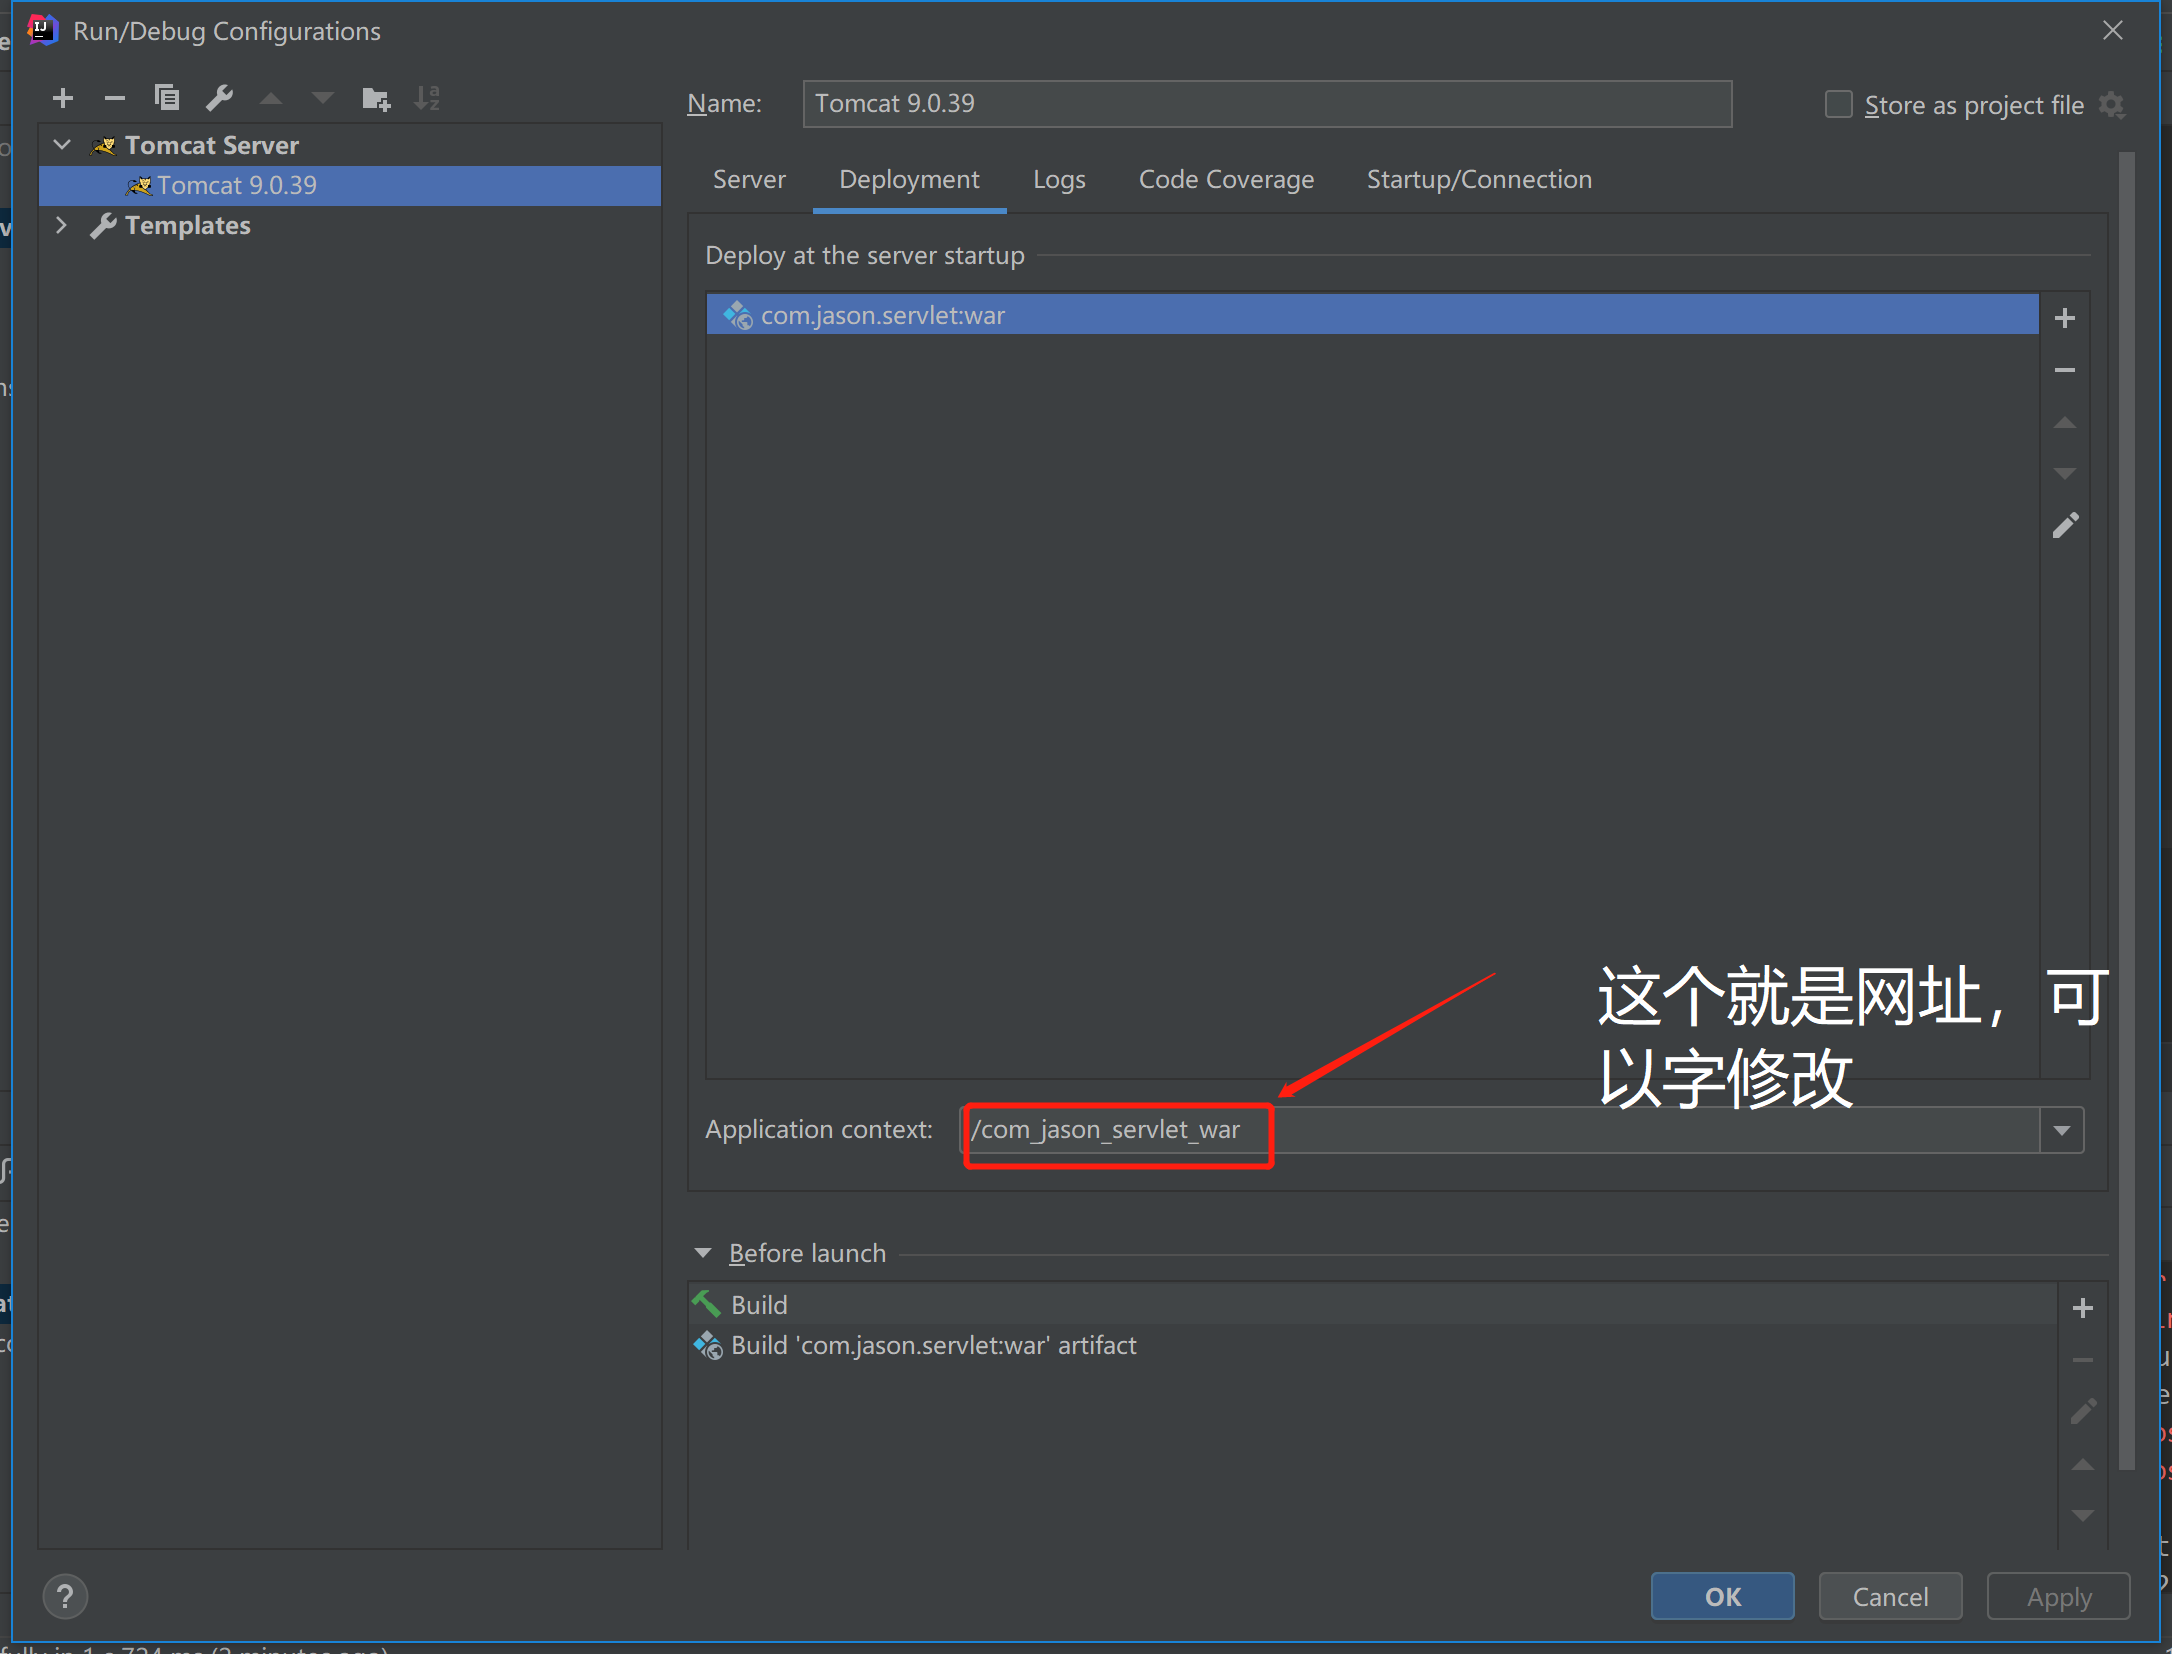 Run/Debug Configurations
Name: Tomcat 9.0.39
Store as project file
Tomcat Server
Tomcat 9.0.39
Templates
Server Deployment Logs Code Coverage Startup/Connection
Deploy at the server startup
com.jason.servlet:war
这个就是网址，可
以字修改
Application context: /com_jason_servlet_war
Before launch
Build
Build 'com.jason.servlet:war' artifact
?
OK Cancel Apply